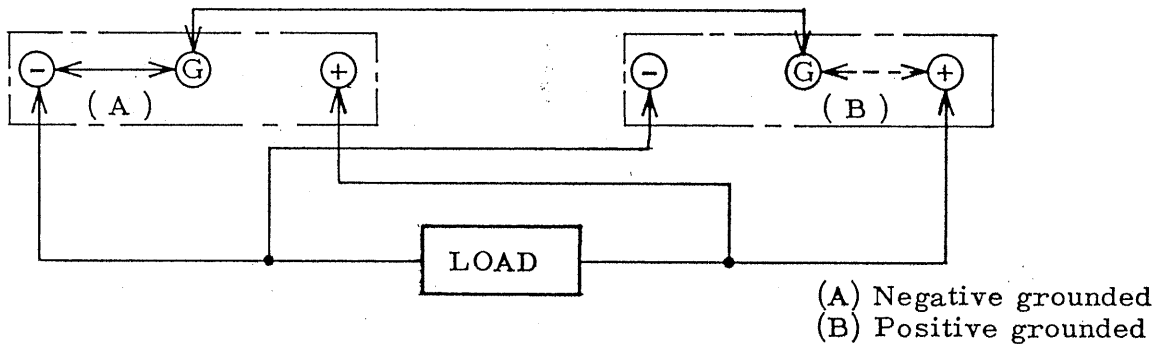 - G + - G +
(A) (B)
LOAD
(A) Negative grounded
(B) Positive grounded